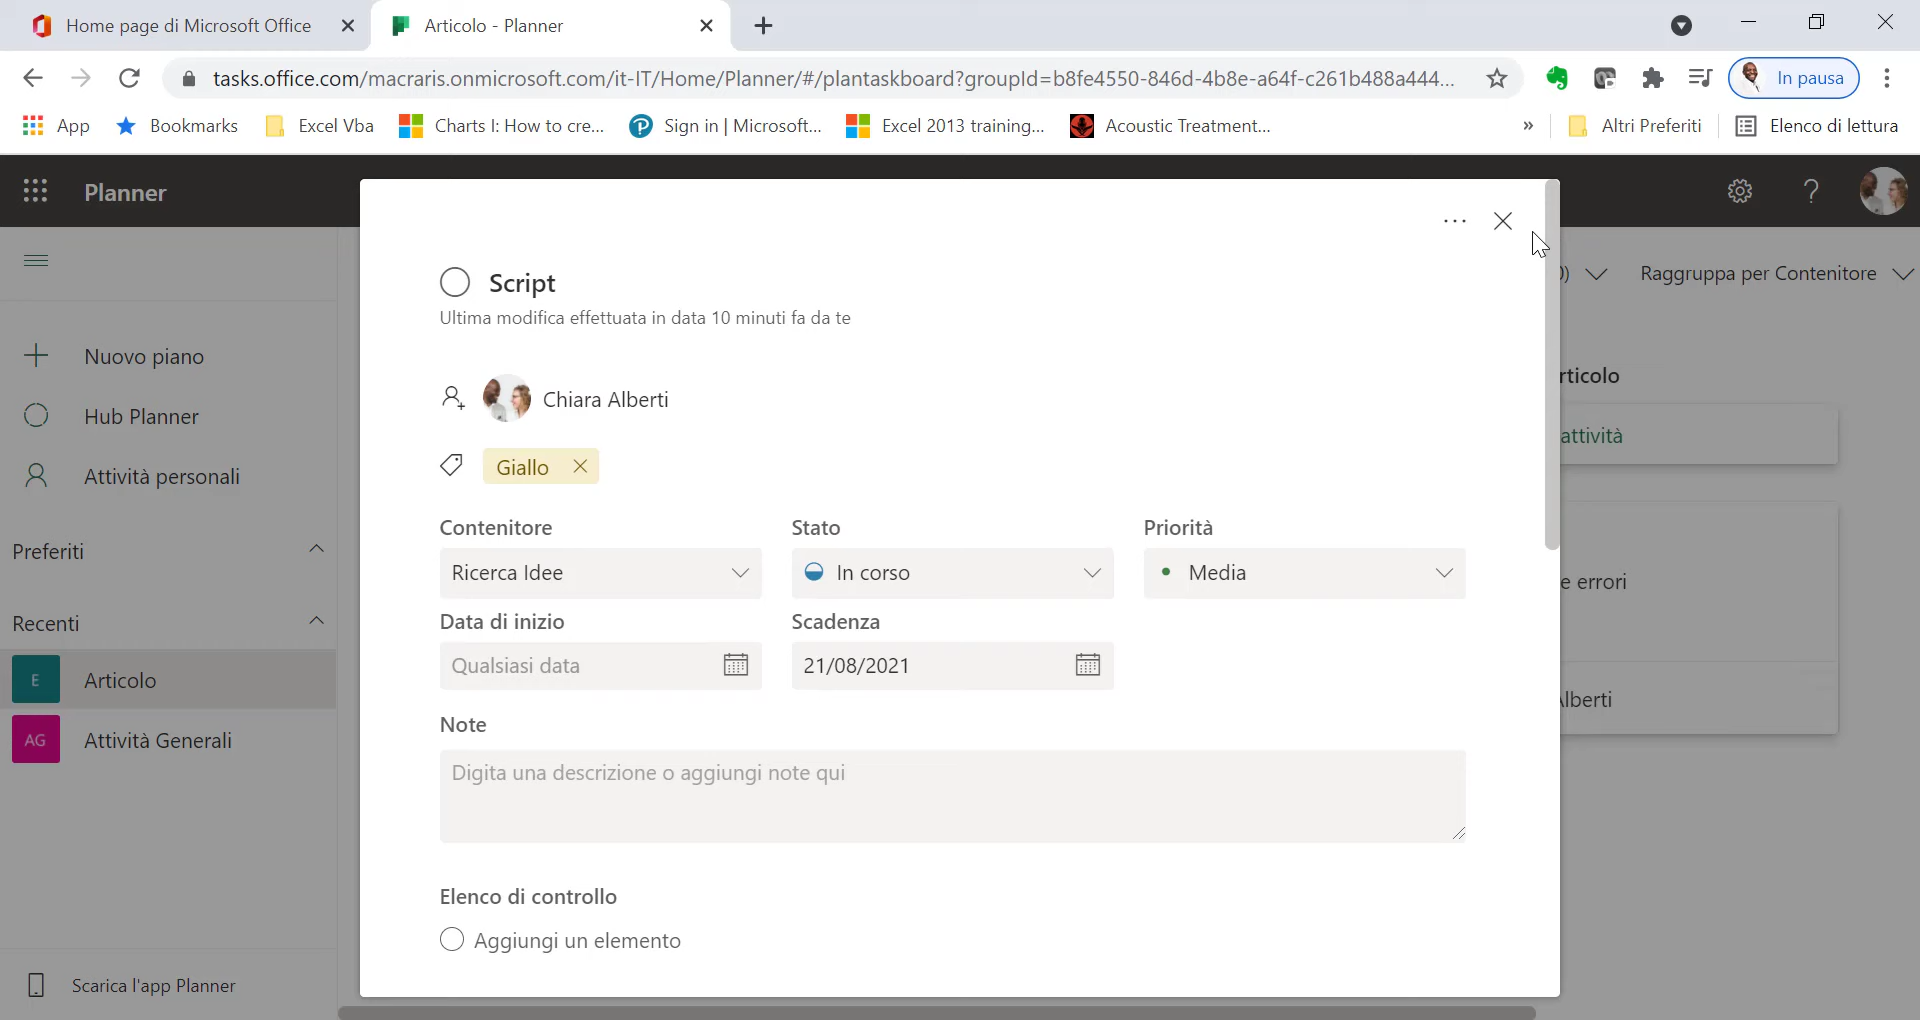 Home page di Microsoft Office
Articolo - Planner
tasks.office.com/macraris.onmicrosoft.com/it-IT/Home/Planner/#/plantaskboard?groupId=b8fe4550-846d-4b8e-a64f-c261b488a444...
In pausa
App
Bookmarks
Excel Vba
Charts I: How to cre...
Sign in | Microsoft...
Excel 2013 training,...
Acoustic Treatment...
»
Altri Preferiti
Elenco di lettura
Planner
?
Nuovo piano
Hub Planner
Attività personali
Preferiti
Recenti
E Articolo
AG Attività Generali
Scarica l'app Planner
Script
Ultima modifica effettuata in data 10 minuti fa da te
Chiara Alberti
Giallo
Contenitore Stato Priorità
Ricerca Idee In corso Media
Data di inizio Scadenza
Qualsiasi data 21/08/2021
Note
Digita una descrizione o aggiungi note qui
Elenco di controllo
Aggiungi un elemento
Raggruppa per Contenitore
rticolo
attività
e errori
lberti